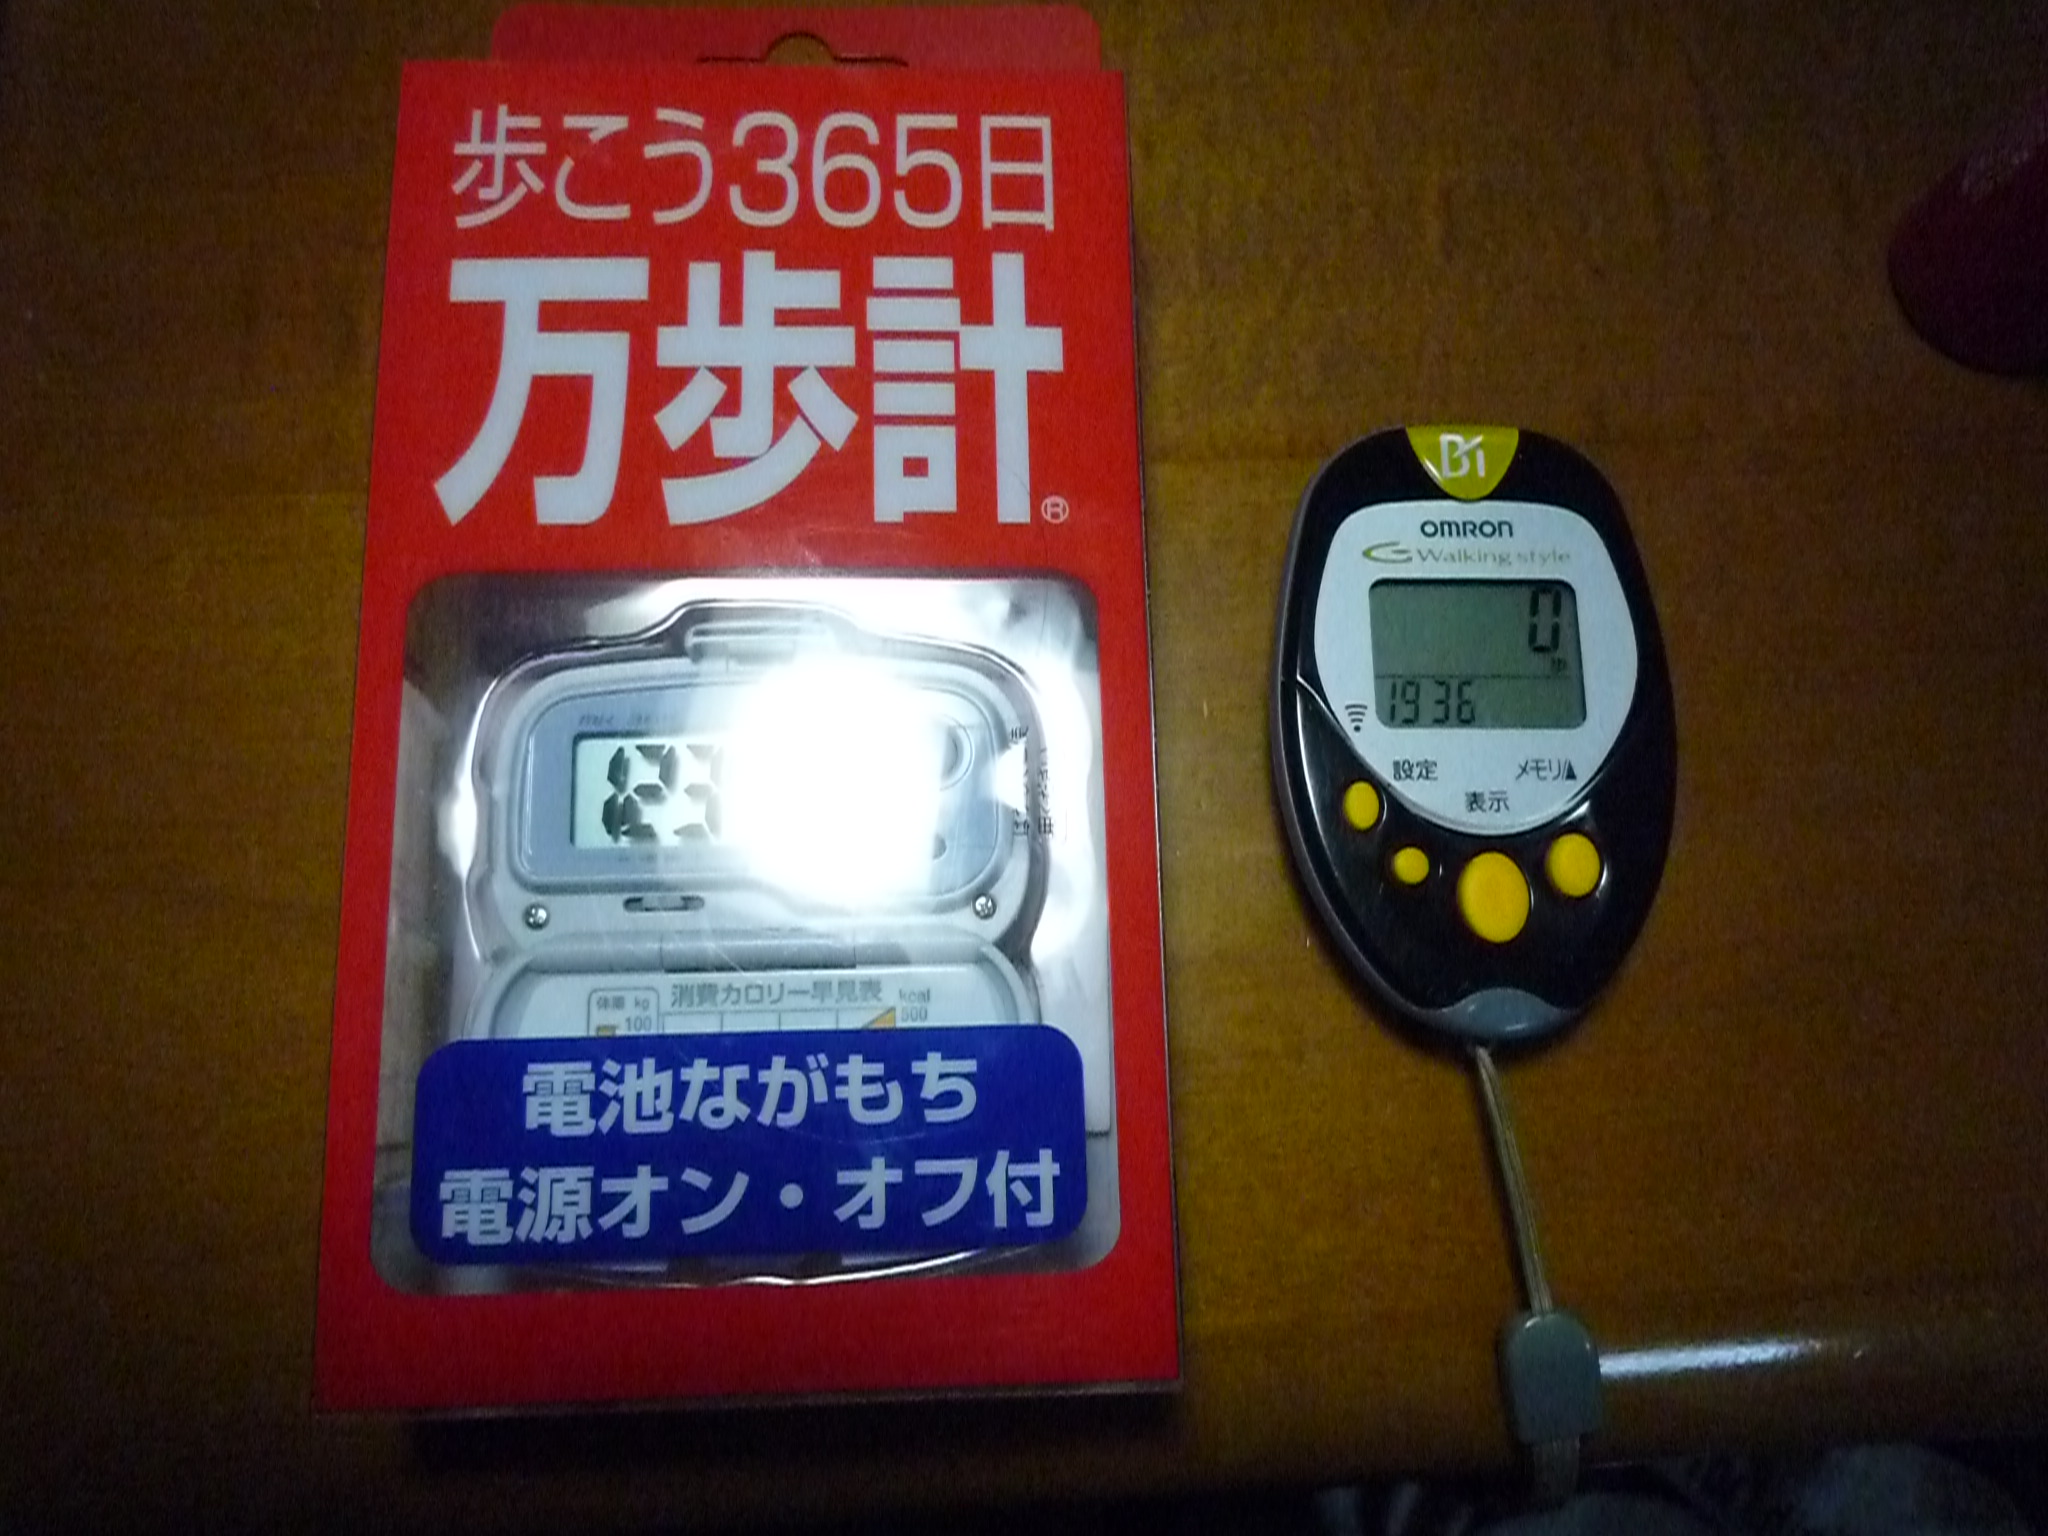 歩こう365日
万歩計®
消費カロリー早見表
体重 kg
100
kcal
500
電池ながもち
電源オン・オフ付
OMRON
Walking style
0
歩
1936
設定
メモリ/▲
表示